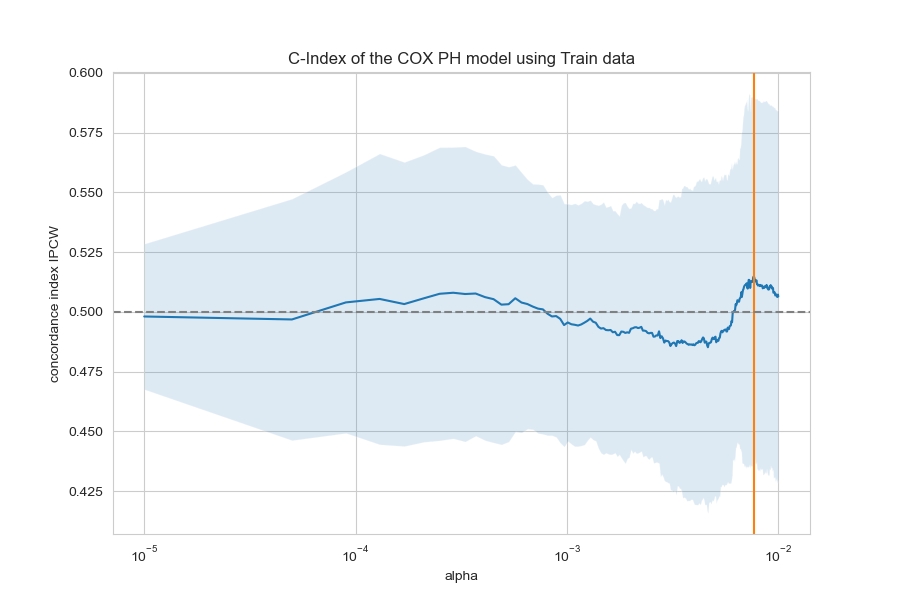 C-Index of the COX PH model using Train data
0.600
0.575
0.550
0.525
0.500
0.475
0.450
0.425
concordance index IPCW
10⁻⁵ 10⁻⁴ 10⁻³ 10⁻²
alpha